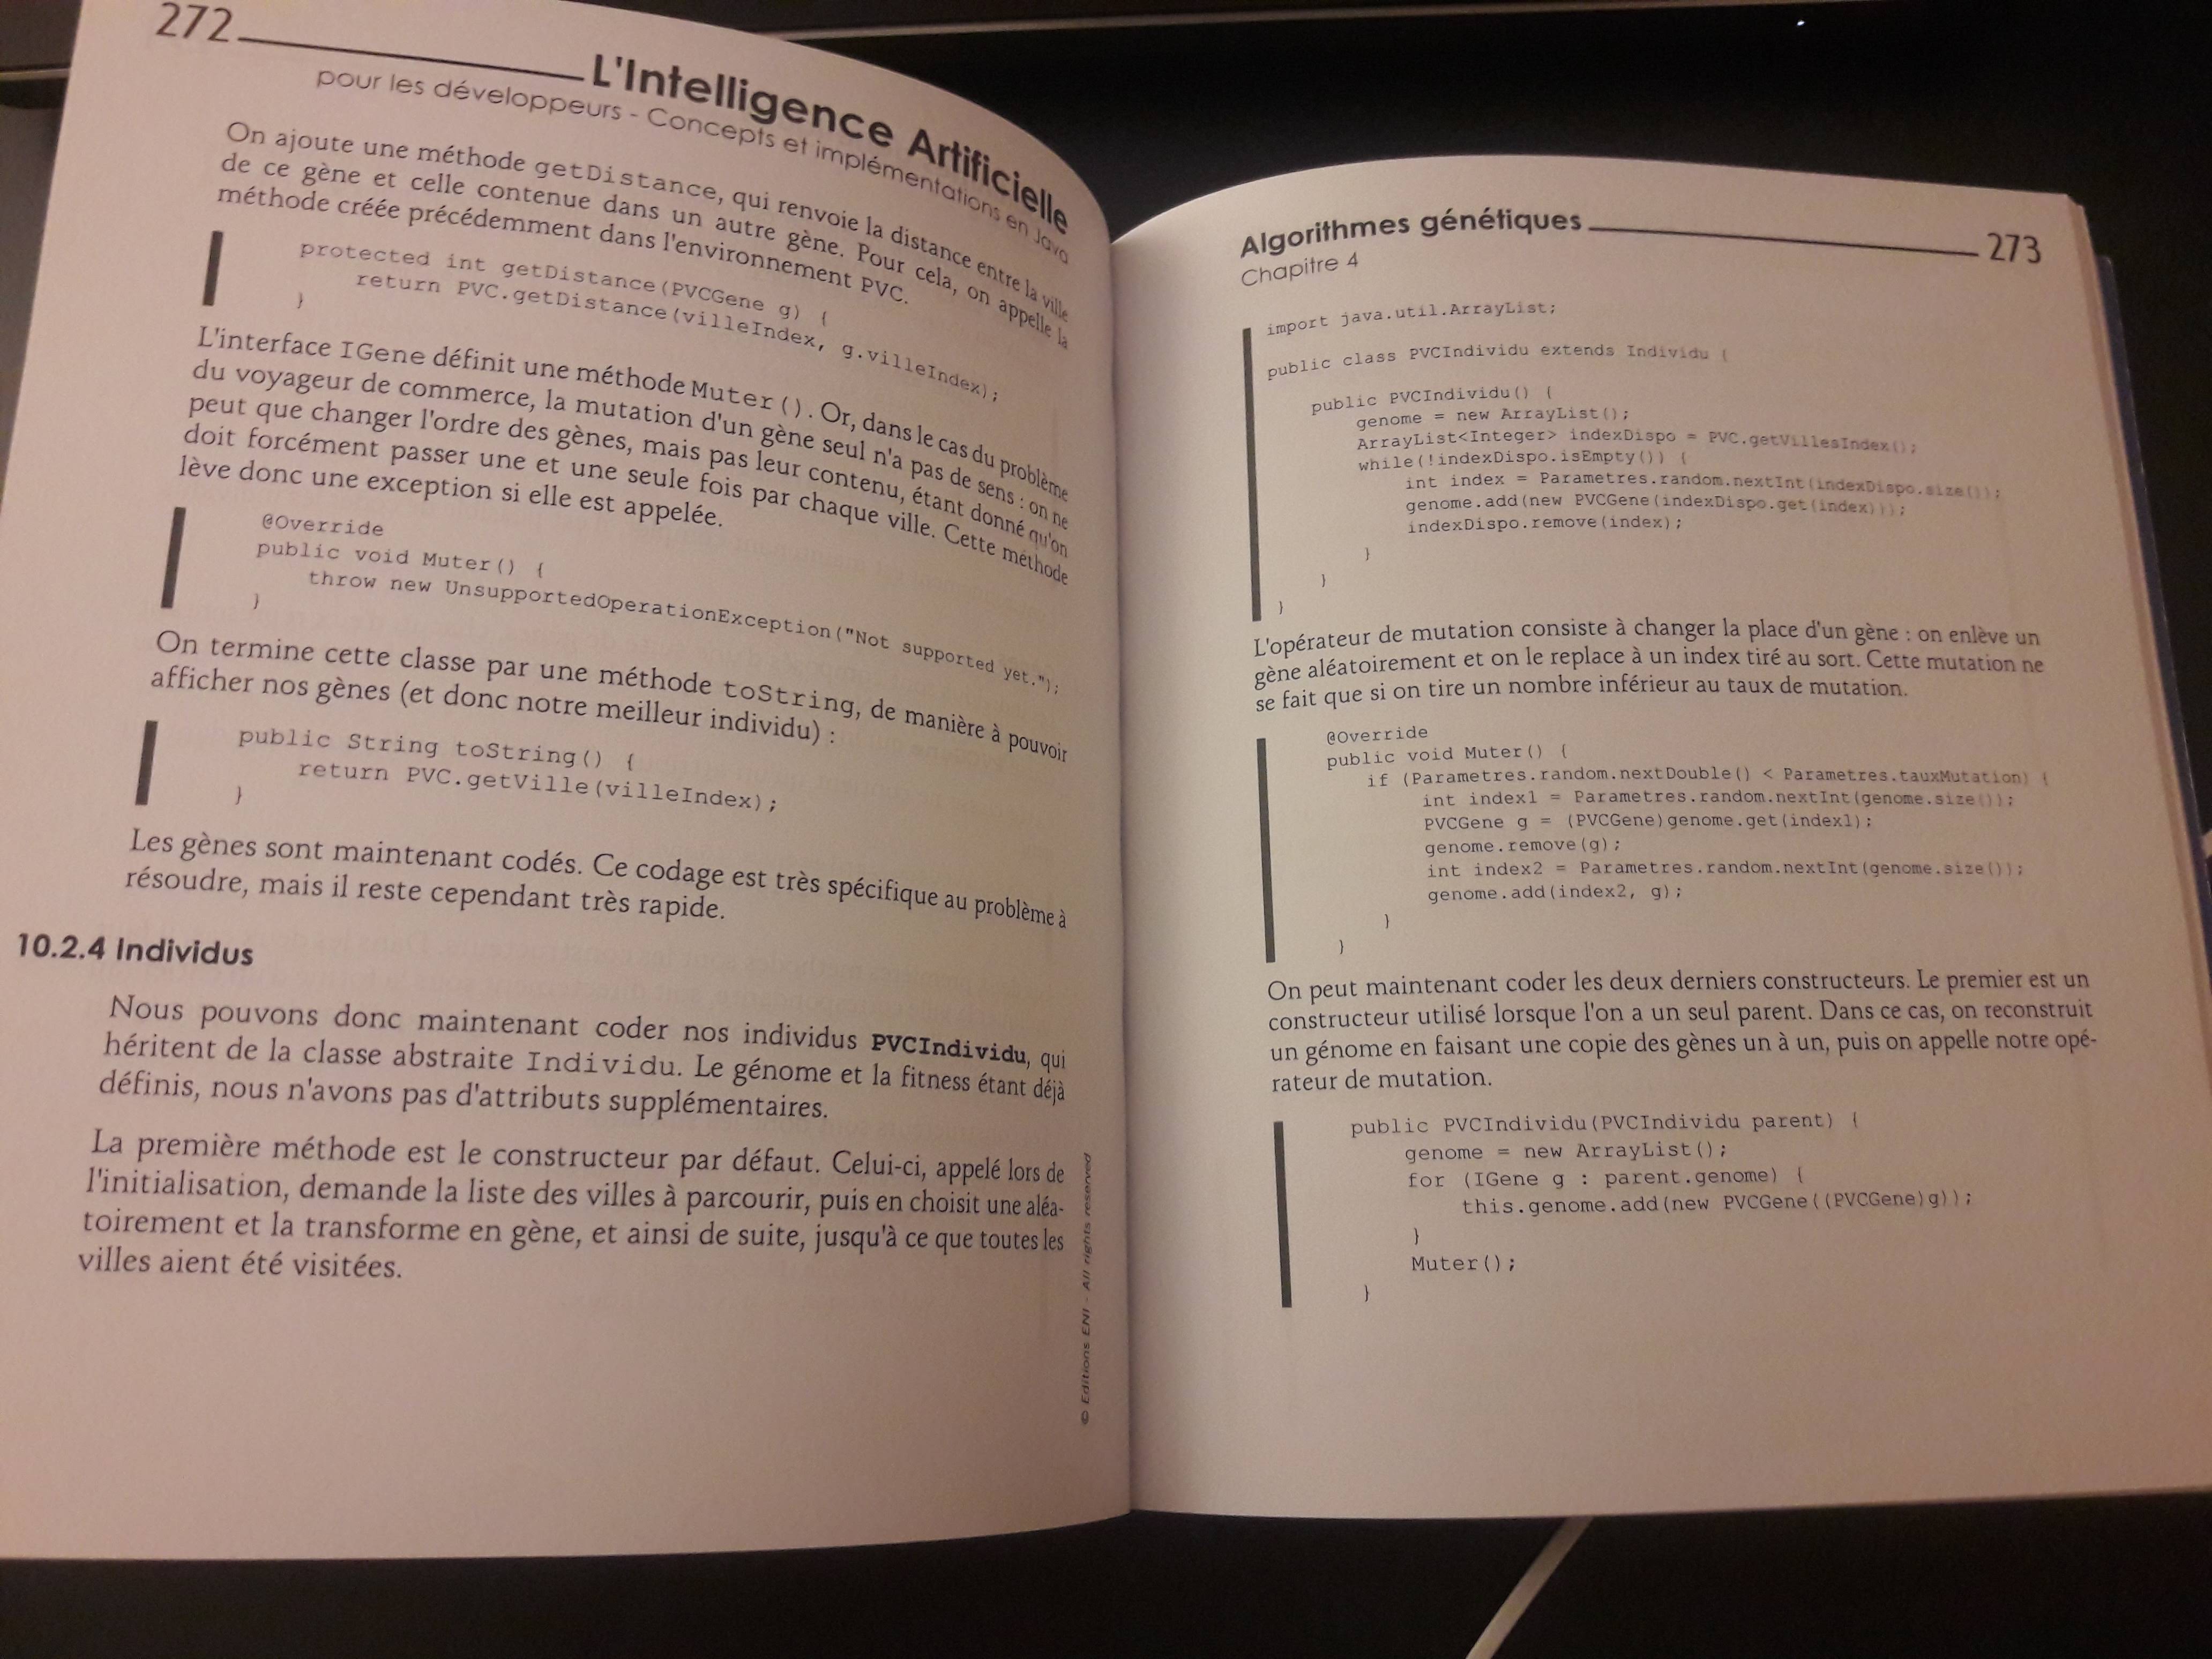 272
L'Intelligence Artificielle
pour les développeurs - Concepts et implémentations en Java
On ajoute une méthode getDistance, qui renvoie la distance entre la ville
de ce gène et celle contenue dans un autre gène. Pour cela, on appelle la
méthode créée précédemment dans l'environnement PVC.
protected int getDistance(PVCGene g) {
return PVC.getDistance(villeIndex, g.villeIndex);
}
L'interface IGene définit une méthode Muter(). Or, dans le cas du problème
du voyageur de commerce, la mutation d'un gène seul n'a pas de sens : on ne
peut que changer l'ordre des gènes, mais pas leur contenu, étant donné qu'on
doit forcément passer une et une seule fois par chaque ville. Cette méthode
lève donc une exception si elle est appelée.
@Override
public void Muter() {
throw new UnsupportedOperationException("Not supported yet.");
}
On termine cette classe par une méthode toString, de manière à pouvoir
afficher nos gènes (et donc notre meilleur individu) :
public String toString() {
return PVC.getVille(villeIndex);
}
Les gènes sont maintenant codés. Ce codage est très spécifique au problème à
résoudre, mais il reste cependant très rapide.
10.2.4 Individus
Nous pouvons donc maintenant coder nos individus PVCIndividu, qui
héritent de la classe abstraite Individu. Le génome et la fitness étant déjà
définis, nous n'avons pas d'attributs supplémentaires.
La première méthode est le constructeur par défaut. Celui-ci, appelé lors de
l'initialisation, demande la liste des villes à parcourir, puis en choisit une aléa-
toirement et la transforme en gène, et ainsi de suite, jusqu'à ce que toutes les
villes aient été visitées.
© Editions ENI - All rights reserved
Algorithmes génétiques
273
Chapitre 4
import java.util.ArrayList;
public class PVCIndividu extends Individu {
public PVCIndividu() {
genome = new ArrayList();
ArrayList<Integer> indexDispo = PVC.getVillesIndex();
while(!indexDispo.isEmpty()) {
int index = Parametres.random.nextInt(indexDispo.size());
genome.add(new PVCGene(indexDispo.get(index)));
indexDispo.remove(index);
}
}
}
L'opérateur de mutation consiste à changer la place d'un gène : on enlève un
gène aléatoirement et on le replace à un index tiré au sort. Cette mutation ne
se fait que si on tire un nombre inférieur au taux de mutation.
@Override
public void Muter() {
if (Parametres.random.nextDouble() < Parametres.tauxMutation) {
int index1 = Parametres.random.nextInt(genome.size());
PVCGene g = (PVCGene)genome.get(index1);
genome.remove(g);
int index2 = Parametres.random.nextInt(genome.size());
genome.add(index2, g);
}
}
On peut maintenant coder les deux derniers constructeurs. Le premier est un
constructeur utilisé lorsque l'on a un seul parent. Dans ce cas, on reconstruit
un génome en faisant une copie des gènes un à un, puis on appelle notre opé-
rateur de mutation.
public PVCIndividu(PVCIndividu parent) {
genome = new ArrayList();
for (IGene g : parent.genome) {
this.genome.add(new PVCGene((PVCGene)g));
}
Muter();
}